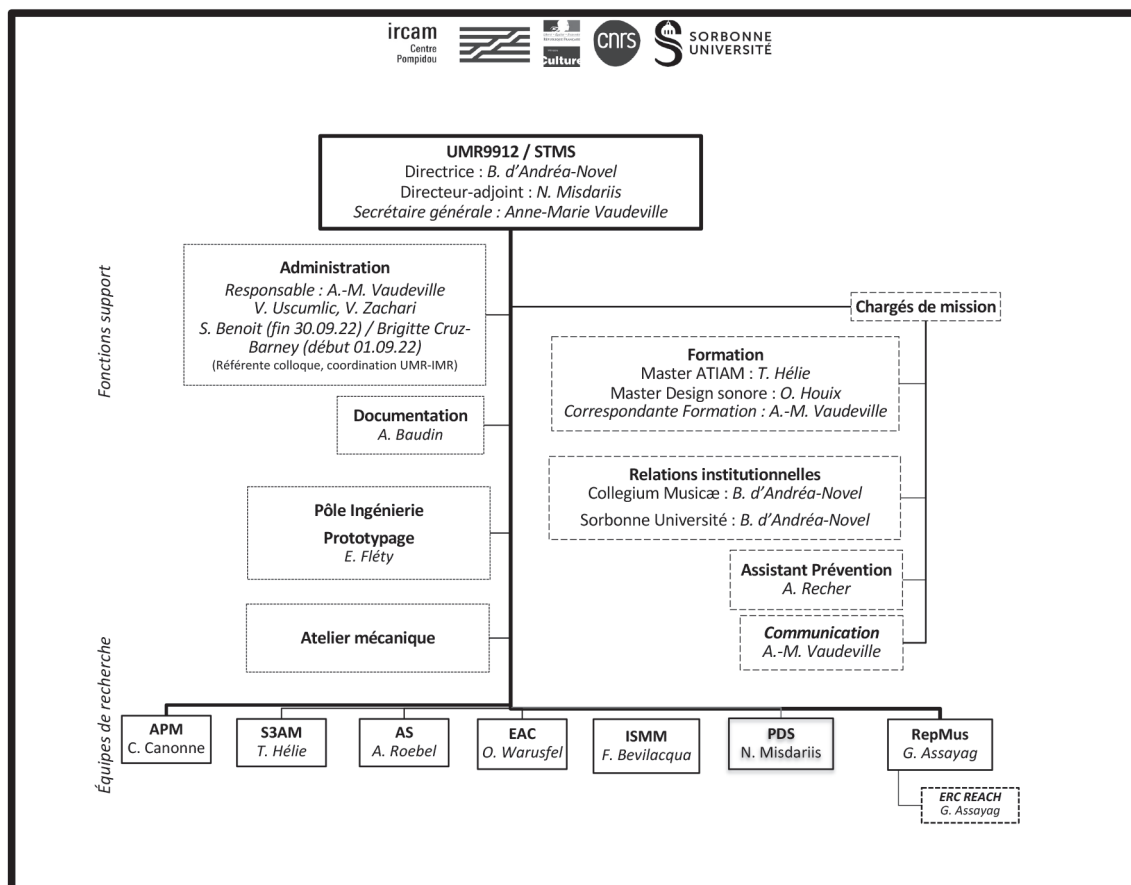 ircam
Centre
Pompidou
Culture
cnrs
SORBONNE
UNIVERSITÉ
UMR9912 / STMS
Directrice : B. d'Andréa-Novel
Directeur-adjoint : N. Misdariis
Secrétaire générale : Anne-Marie Vaudeville
Fonctions support
Administration
Responsable : A.-M. Vaudeville
V. Uscumlic, V. Zachari
S. Benoit (fin 30.09.22) / Brigitte Cruz-
Barney (début 01.09.22)
(Référente colloque, coordination UMR-IMR)
Documentation
A. Baudin
Pôle Ingénierie
Prototypage
E. Fléty
Atelier mécanique
Chargés de mission
Formation
Master ATIAM : T. Hélie
Master Design sonore : O. Houix
Correspondante Formation : A.-M. Vaudeville
Relations institutionnelles
Collegium Musicæ : B. d'Andréa-Novel
Sorbonne Université : B. d'Andréa-Novel
Assistant Prévention
A. Recher
Communication
A.-M. Vaudeville
Équipes de recherche
APM
C. Canonne
S3AM
T. Hélie
AS
A. Roebel
EAC
O. Warusfel
ISMM
F. Bevilacqua
PDS
N. Misdariis
RepMus
G. Assayag
ERC REACH
G. Assayag